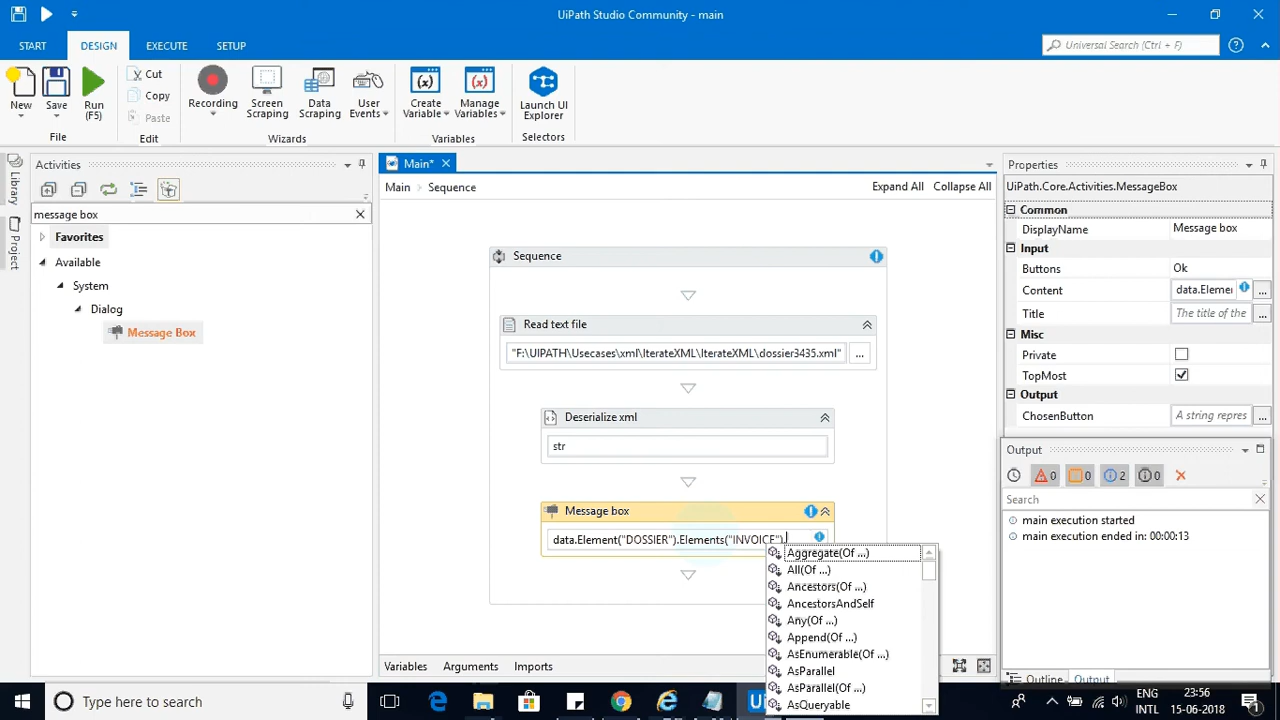 UiPath Studio Community - main
START DESIGN EXECUTE SETUP
Universal Search (Ctrl + F)
New Save Run (F5) Cut Copy Paste Recording Screen Scraping Data Scraping User Events Create Variable Manage Variables Launch UI Explorer
File Edit Wizards Variables Selectors
Activities
message box
Favorites
Available
System
Dialog
Message Box
Library
Project
Main*
Main Sequence Expand All Collapse All
Sequence
Read text file
"F:\UIPATH\Usecases\xml\IterateXML\IterateXML\dossier3435.xml" ...
Deserialize xml
str
Message box
data.Element("DOSSIER").Elements("INVOICE").
Aggregate(Of ...)
All(Of ...)
Ancestors(Of ...)
AncestorsAndSelf
Any(Of ...)
Append(Of ...)
AsEnumerable(Of ...)
AsParallel
AsParallel(Of ...)
AsQueryable
Variables Arguments Imports
Properties
UiPath.Core.Activities.MessageBox
Common
DisplayName Message box
Input
Buttons Ok
Content data.Elemer ...
Title The title of the ...
Misc
Private
TopMost
Output
ChosenButton A string repres ...
Output
0 0 2 0
Search
main execution started
main execution ended in: 00:00:13
Outline Output
Type here to search
Ui
ENG
INTL
23:56
15-06-2018
1